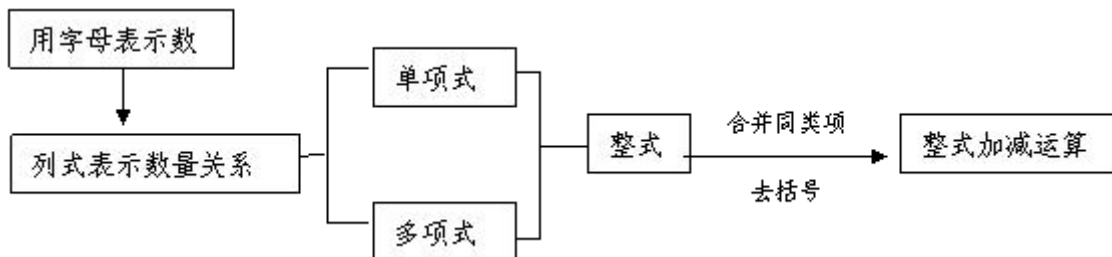 用字母表示数
列式表示数量关系
单项式
多项式
整式
合并同类项
去括号
整式加减运算